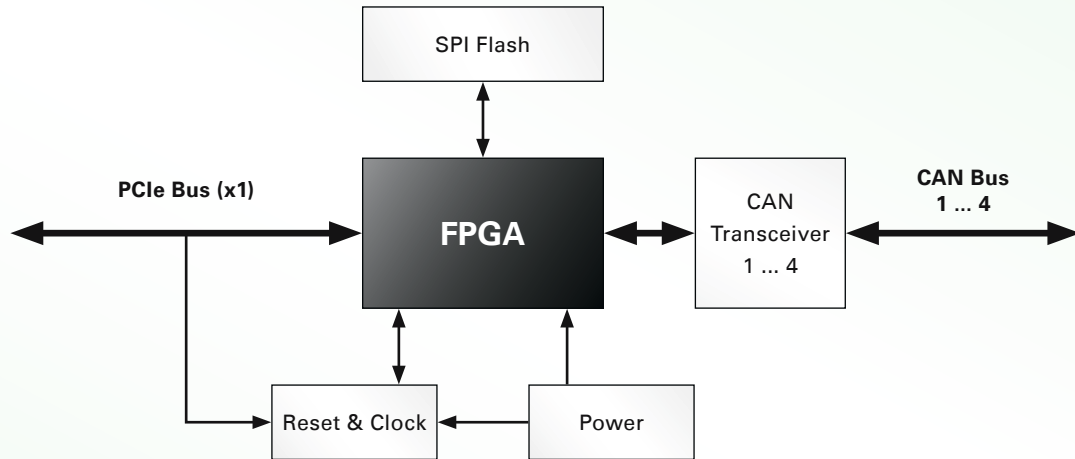 SPI Flash
PCIe Bus (x1)
FPGA
CAN
Transceiver
1 ... 4
CAN Bus
1 ... 4
Reset & Clock
Power